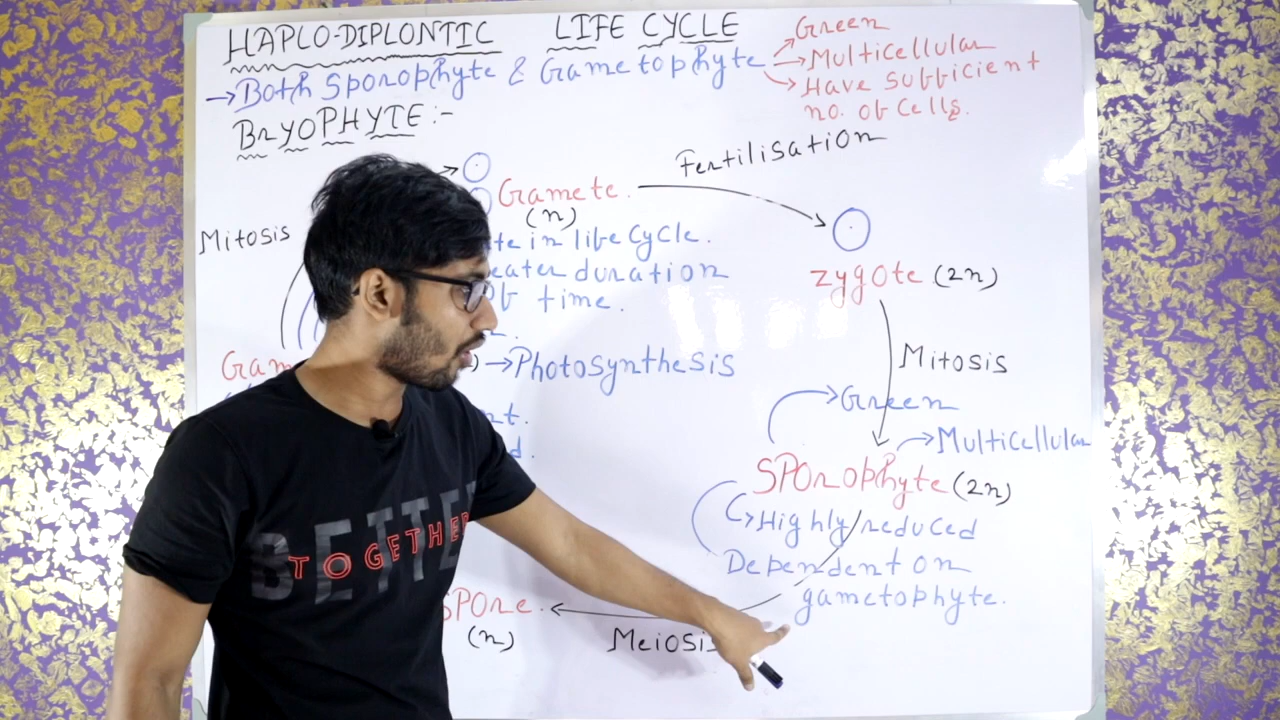 HAPLO-DIPLONTIC LIFE CYCLE
→Both Sporophyte & Gametophyte
→Green
→Multicellular
→Have Sufficient
no. of Cells.
BryOPHYTE:-
Fertilisation
Mitosis
Gamete.
(n)
in life Cycle.
duration
of time.
zygote (2n)
Mitosis
→Photosynthesis
→Green
→Multicellular
SPOrophyte (2n)
→Highly reduced
Dependent on
gametophyte.
SPOre.
(n)
Meiosis
BETTE
TOGETHER